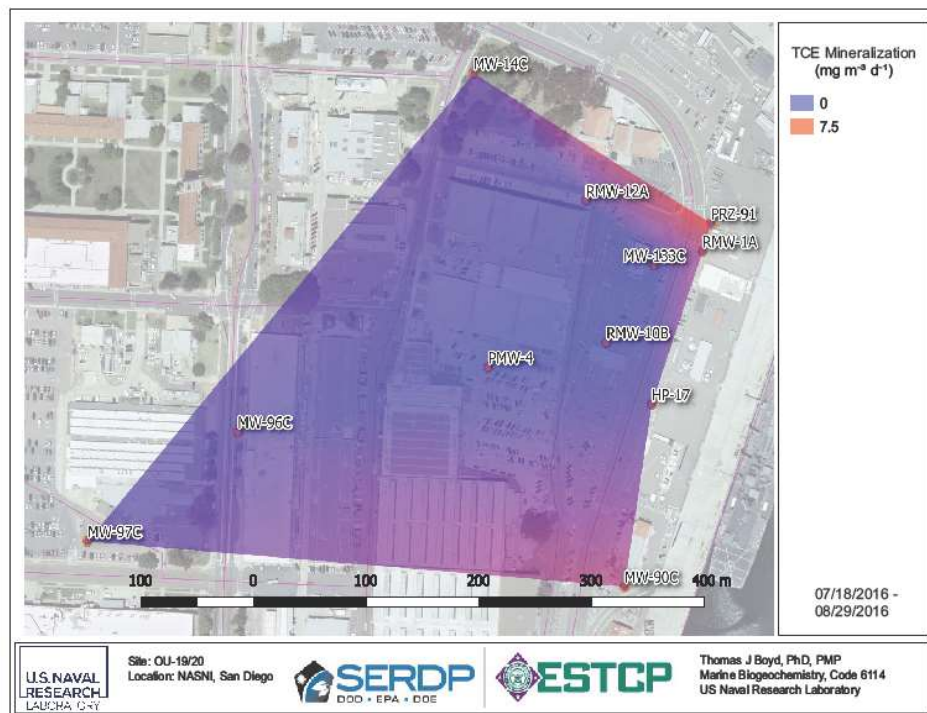 MW-14C
RMW-12A
PRZ-91
RMW-1A
MW-133C
RMW-10B
PMW-4
HP-17
MW-96C
MW-97C
MW-90C
100 0 100 200 300 400 m
TCE Mineralization
(mg m⁻³ d⁻¹)
0
7.5
07/18/2016 -
08/29/2016
U.S. NAVAL
RESEARCH
LABORATORY
Site: OU-19/20
Location: NASNI, San Diego
SERDP
DOD • EPA • DOE
ESTCP
Thomas J Boyd, PhD, PMP
Marine Biogeochemistry, Code 6114
US Naval Research Laboratory